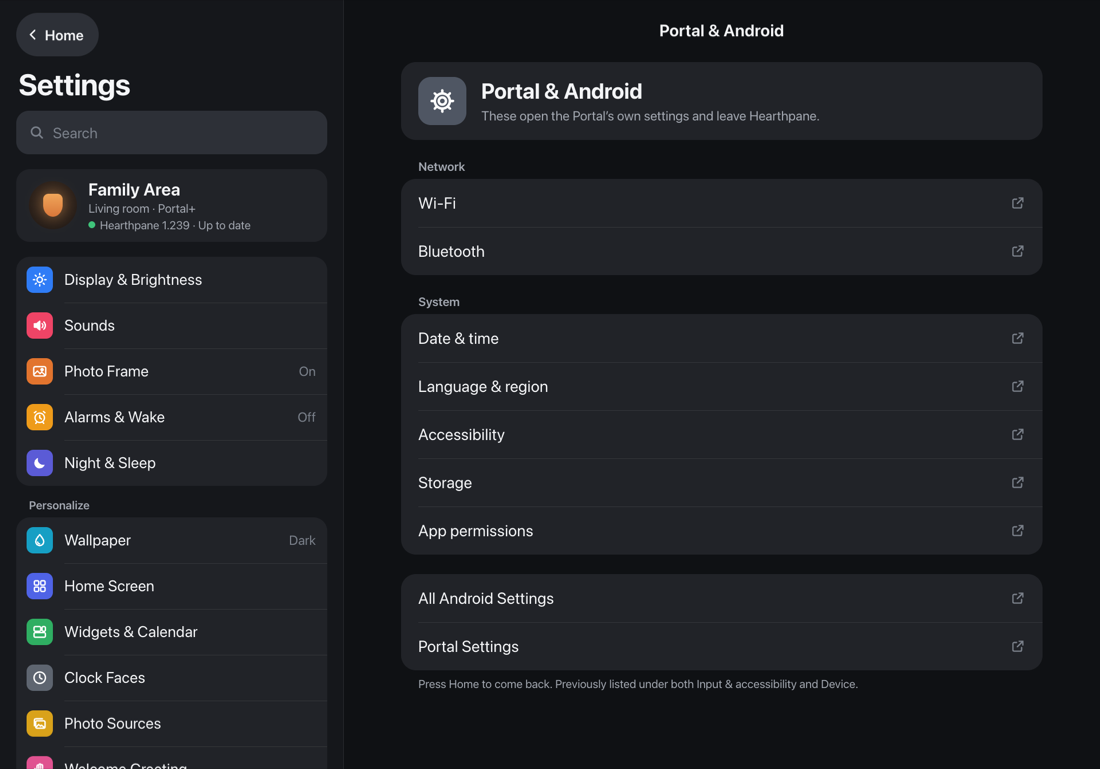 Home
Settings
Search
Family Area
Living room · Portal+
Hearthpane 1.239 · Up to date
Display & Brightness
Sounds
Photo Frame On
Alarms & Wake Off
Night & Sleep
Personalize
Wallpaper Dark
Home Screen
Widgets & Calendar
Clock Faces
Photo Sources
Welcome Greeting
Portal & Android
Portal & Android
These open the Portal’s own settings and leave Hearthpane.
Network
Wi-Fi
Bluetooth
System
Date & time
Language & region
Accessibility
Storage
App permissions
All Android Settings
Portal Settings
Press Home to come back. Previously listed under both Input & accessibility and Device.